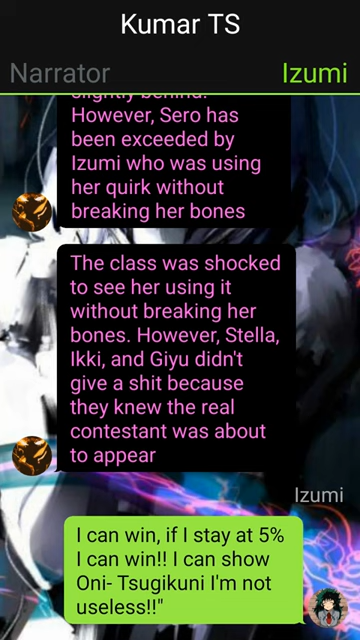 Kumar TS
Narrator
Izumi
slightly behind.
However, Sero has
been exceeded by
Izumi who was using
her quirk without
breaking her bones
The class was shocked
to see her using it
without breaking her
bones. However, Stella,
Ikki, and Giyu didn't
give a shit because
they knew the real
contestant was about
to appear
Izumi
I can win, if I stay at 5%
I can win!! I can show
Oni- Tsugikuni I'm not
useless!!"